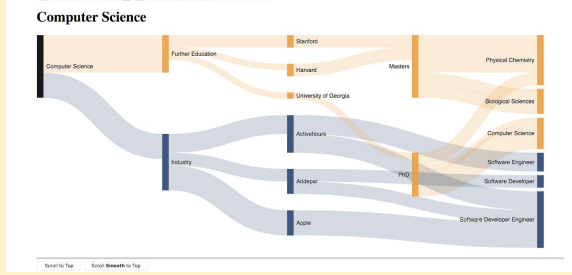 Computer Science
Stanford
Further Education
Physical Chemistry
Computer Science
Masters
Harvard
University of Georgia
Biological Sciences
Activehours
Computer Science
Industry
Software Engineer
PhD
Addepar
Software Developer
Apple
Software Developer Engineer
Scroll to Top
Scroll Smooth to Top